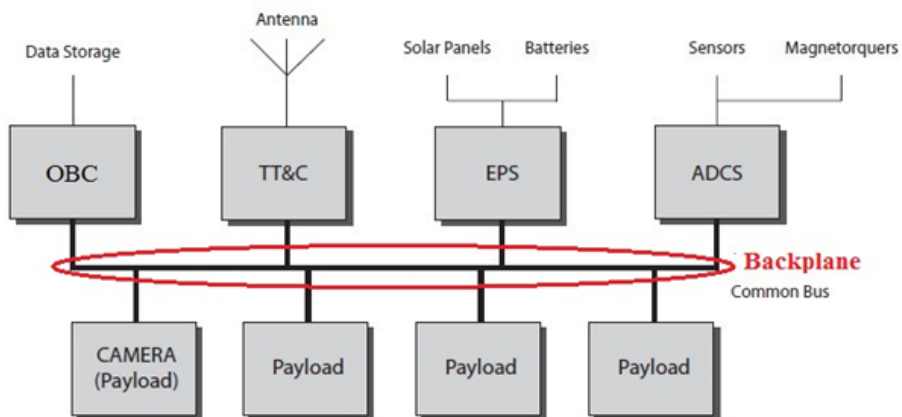 Antenna
Data Storage
Solar Panels
Batteries
Sensors
Magnetorquers
OBC
TT&C
EPS
ADCS
Backplane
Common Bus
CAMERA
(Payload)
Payload
Payload
Payload